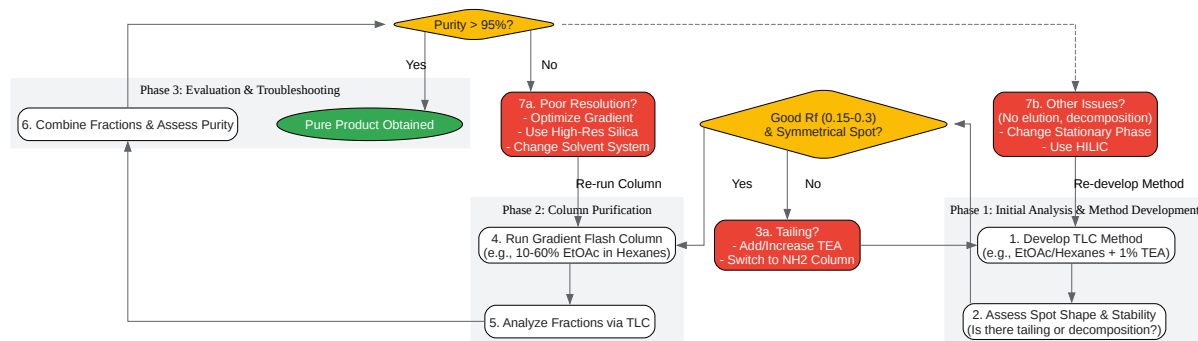 Purity > 95%?
Yes
No
Phase 3: Evaluation & Troubleshooting
6. Combine Fractions & Assess Purity
Pure Product Obtained
7a. Poor Resolution?
- Optimize Gradient
- Use High-Res Silica
- Change Solvent System
Good Rf (0.15-0.3)
& Symmetrical Spot?
7b. Other Issues?
(No elution, decomposition)
- Change Stationary Phase
- Use HILIC
Re-run Column
Yes
No
Re-develop Method
Phase 2: Column Purification
4. Run Gradient Flash Column
(e.g., 10-60% EtOAc in Hexanes)
5. Analyze Fractions via TLC
3a. Tailing?
- Add/Increase TEA
- Switch to NH2 Column
Phase 1: Initial Analysis & Method Development
1. Develop TLC Method
(e.g., EtOAc/Hexanes + 1% TEA)
2. Assess Spot Shape & Stability
(Is there tailing or decomposition?)